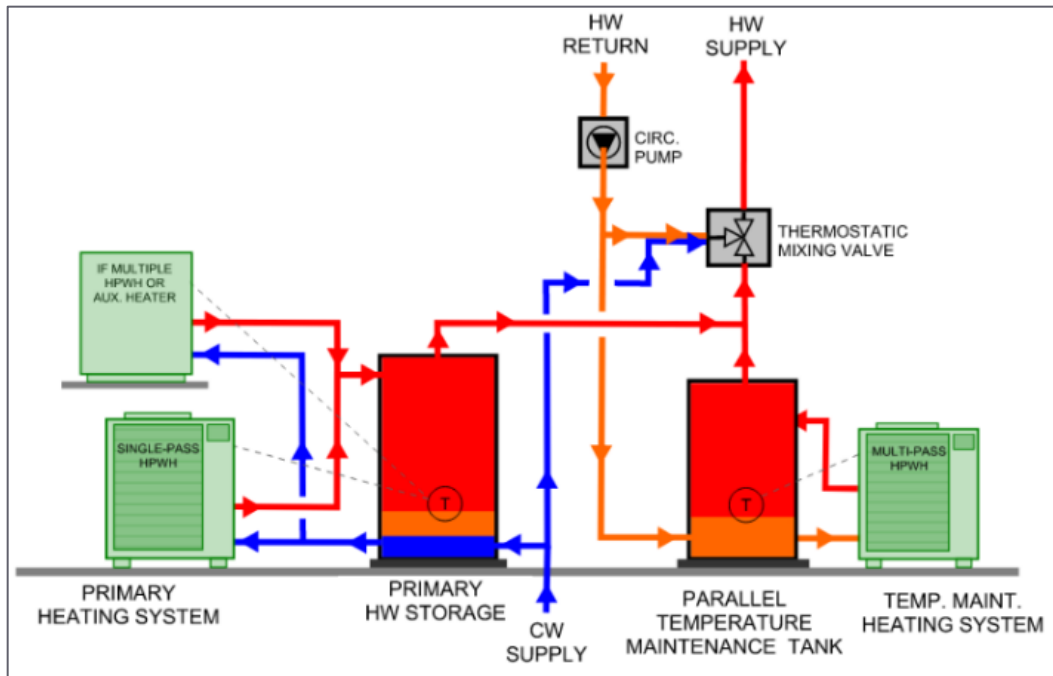 HW
RETURN
HW
SUPPLY
CIRC.
PUMP
THERMOSTATIC
MIXING VALVE
IF MULTIPLE
HPWH OR
AUX. HEATER
SINGLE-PASS
HPWH
T
T
MULTI-PASS
HPWH
PRIMARY
HEATING SYSTEM
PRIMARY
HW STORAGE
CW
SUPPLY
PARALLEL
TEMPERATURE
MAINTENANCE TANK
TEMP. MAINT.
HEATING SYSTEM